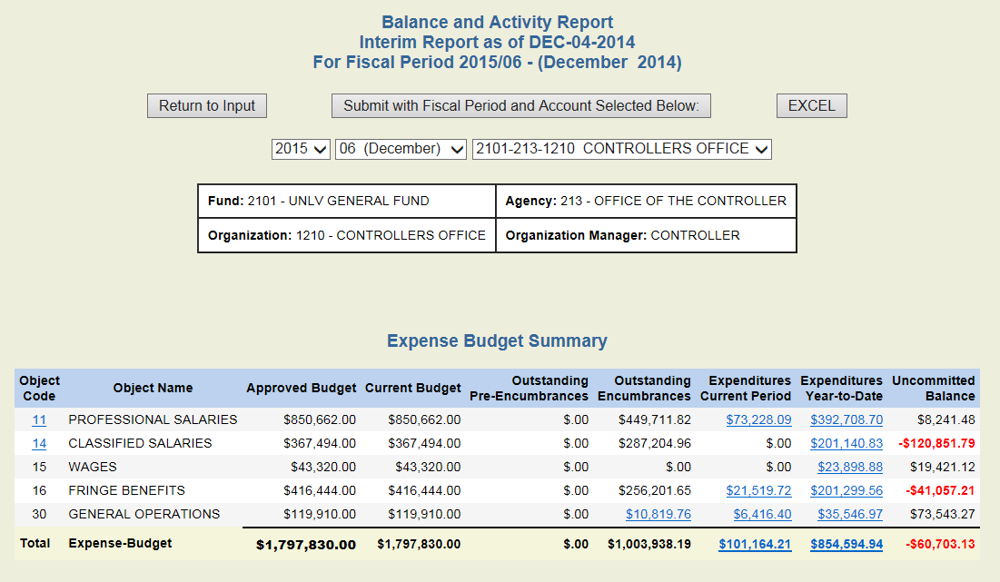 Balance and Activity Report
Interim Report as of DEC-04-2014
For Fiscal Period 2015/06 - (December 2014)
Return to Input Submit with Fiscal Period and Account Selected Below: EXCEL
2015 06 (December) 2101-213-1210 CONTROLLERS OFFICE
Fund: 2101 - UNLV GENERAL FUND Agency: 213 - OFFICE OF THE CONTROLLER
Organization: 1210 - CONTROLLERS OFFICE Organization Manager: CONTROLLER
Expense Budget Summary
Object Code Object Name Approved Budget Current Budget Outstanding Pre-Encumbrances Outstanding Encumbrances Expenditures Current Period Expenditures Year-to-Date Uncommitted Balance
11 PROFESSIONAL SALARIES $850,662.00 $850,662.00 $.00 $449,711.82 $73,228.09 $392,708.70 $8,241.48
14 CLASSIFIED SALARIES $367,494.00 $367,494.00 $.00 $287,204.96 $.00 $201,140.83 -$120,851.79
15 WAGES $43,320.00 $43,320.00 $.00 $.00 $.00 $23,898.88 $19,421.12
16 FRINGE BENEFITS $416,444.00 $416,444.00 $.00 $256,201.65 $21,519.72 $201,299.56 -$41,057.21
30 GENERAL OPERATIONS $119,910.00 $119,910.00 $.00 $10,819.76 $6,416.40 $35,546.97 $73,543.27
Total Expense-Budget $1,797,830.00 $1,797,830.00 $.00 $1,003,938.19 $101,164.21 $854,594.94 -$60,703.13